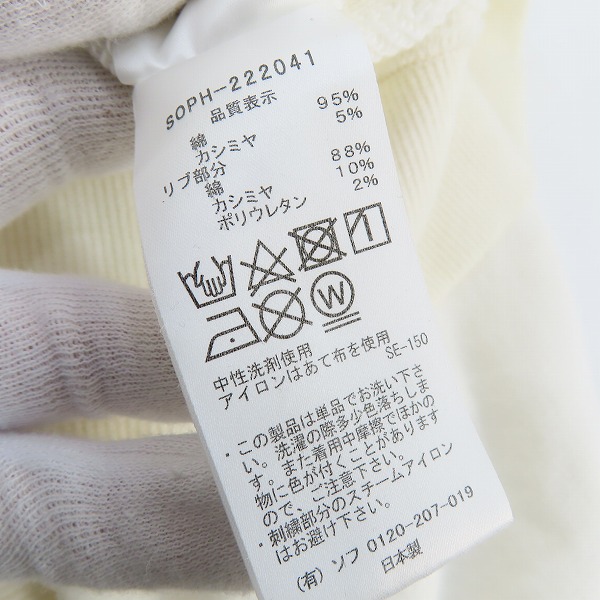 SOPH-222041
品質表示
綿 95%
カシミヤ 5%
リブ部分
綿 88%
カシミヤ 10%
ポリウレタン 2%
W
中性洗剤使用
アイロンはあて布を使用 SE-150
・この製品は単品でお洗い下さ
い。洗濯の際多少色落ちしま
す。また着用中摩擦でほかの
物に色が付くことがあります
ので、ご注意下さい。
・刺繍部分のスチームアイロン
はお避け下さい。
(有) ソフ 0120-207-019
日本製